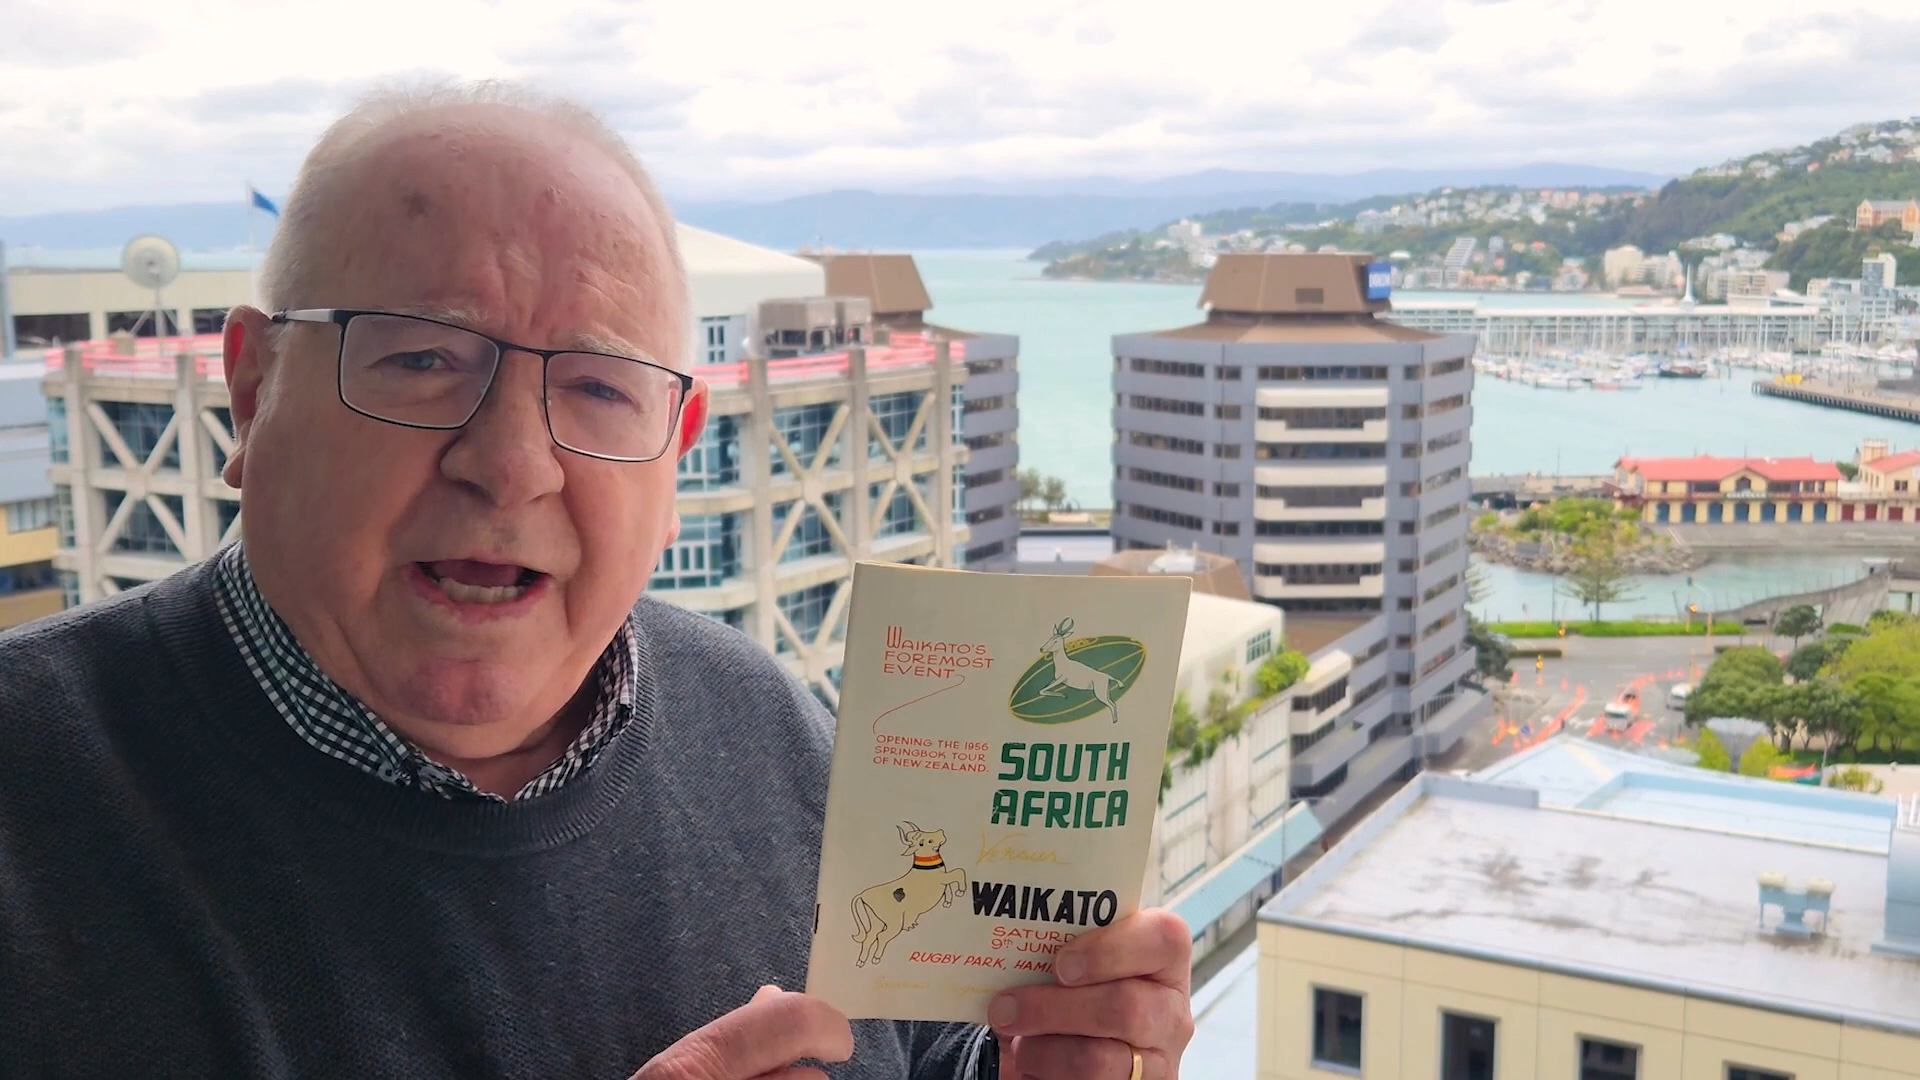 WAIKATO'S
FOREMOST
EVENT
OPENING THE 1956
SPRINGBOK TOUR
OF NEW ZEALAND.
SOUTH
AFRICA
Versus
WAIKATO
SATURD
9th JUNE
RUGBY PARK, HAMI